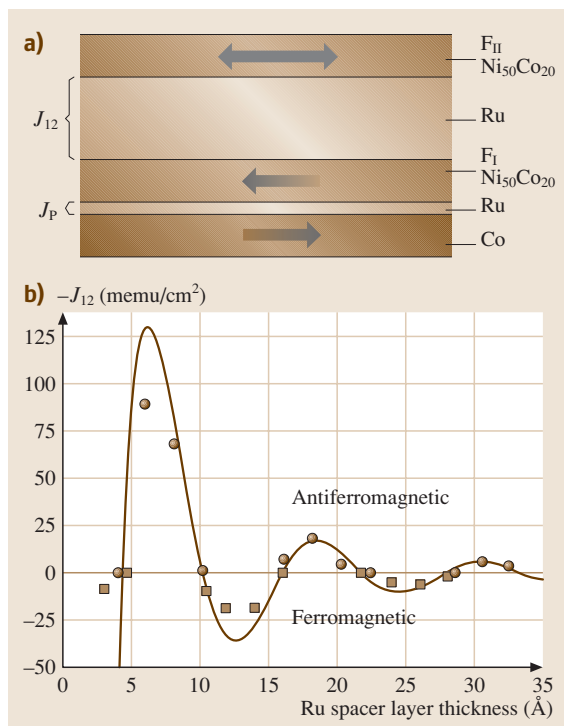 a)
F_II
Ni₅₀Co₂₀
J₁₂
Ru
F_I
Ni₅₀Co₂₀
J_P
Ru
Co
b) –J₁₂ (memu/cm²)
125
100
75
50
Antiferromagnetic
25
0
Ferromagnetic
–25
–50
0 5 10 15 20 25 30 35
Ru spacer layer thickness (Å)